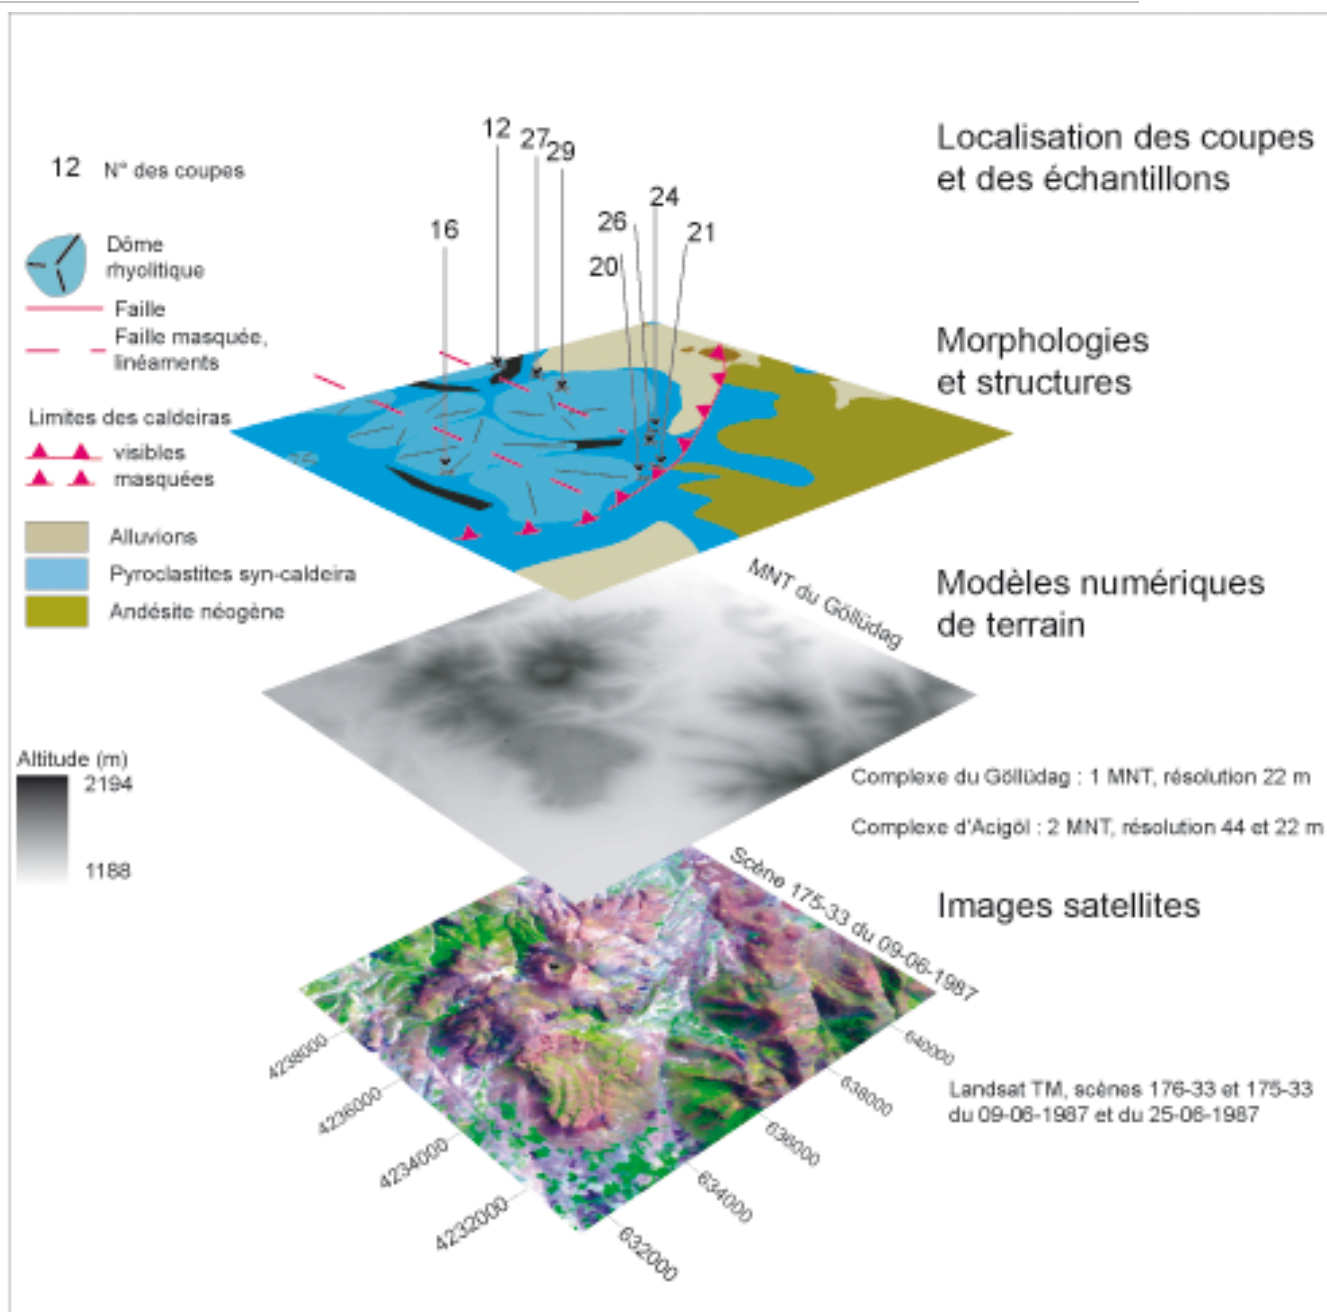 12 27 29
24
26 21
16
20
12 N° des coupes
Dôme
rhyolitique
Faille
Faille masquée,
linéaments
Limites des caldeiras
visibles
masquées
Alluvions
Pyroclastites syn-caldeira
Andésite néogène
Localisation des coupes
et des échantillons
Morphologies
et structures
MNT du Göllüdag
Modèles numériques
de terrain
Altitude (m)
2194
1188
Complexe du Göllüdag : 1 MNT, résolution 22 m
Complexe d'Acigöl : 2 MNT, résolution 44 et 22 m
Scène 175-33 du 09-06-1987
Images satellites
4238000
4236000
4234000
4232000
640000
638000
636000
634000
632000
Landsat TM, scènes 176-33 et 175-33
du 09-06-1987 et du 25-06-1987